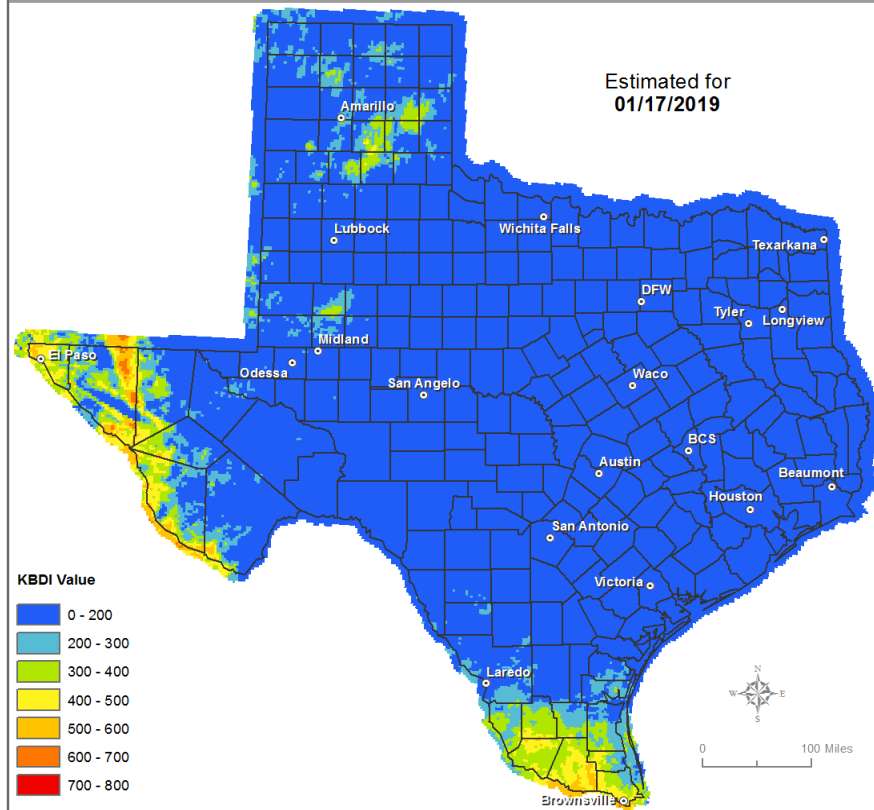 Estimated for
01/17/2019
Amarillo
Lubbock
Wichita Falls
Texarkana
DFW
Tyler
Longview
Midland
El Paso
Odessa
San Angelo
Waco
BCS
Austin
Beaumont
Houston
San Antonio
Victoria
Laredo
Brownsville
KBDI Value
0 - 200
200 - 300
300 - 400
400 - 500
500 - 600
600 - 700
700 - 800
N
W E
S
0 100 Miles